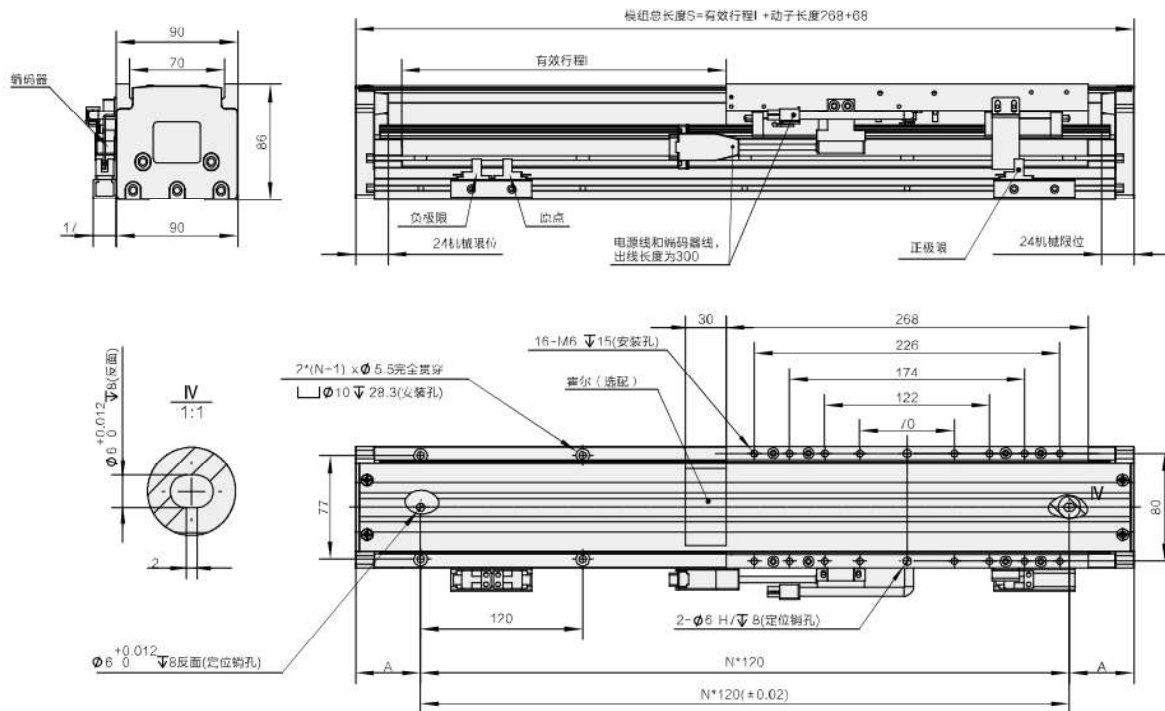 模组总长度S=有效行程l +动子长度268+68
90
70
编码器
86
17
90
有效行程l
负极限
原点
24机械限位
电源线和编码器线,
出线长度为300
正极限
24机械限位
30
268
16-M6 ↧15(安装孔)
226
2*(N-1) xΦ 5.5完全贯穿
⌴Φ10 ↧ 28.3(安装孔)
174
霍尔（选配）
122
70
Φ6 +0.012 0 ↧8(反面)
Ⅳ
1:1
2
77
Ⅳ
80
120
2-Φ6 H7↧8(定位销孔)
Φ6 +0.012 0 ↧8反面(定位销孔)
A
N*120
A
N*120(±0.02)